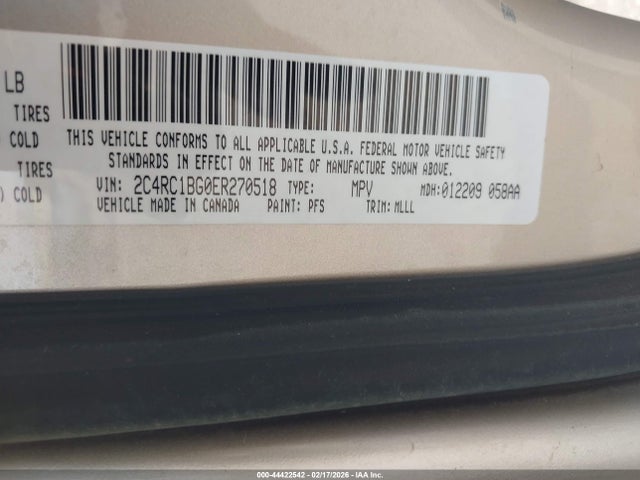 LB
TIRES
COLD
TIRES
) COLD
THIS VEHICLE CONFORMS TO ALL APPLICABLE U.S.A. FEDERAL MOTOR VEHICLE SAFETY
STANDARDS IN EFFECT ON THE DATE OF MANUFACTURE SHOWN ABOVE.
VIN: 2C4RC1BG0ER270518 TYPE: MPV MDH:012209 058AA
VEHICLE MADE IN CANADA PAINT: PFS TRIM: MLLL
000-44422542 - 02/17/2026 - IAA Inc.